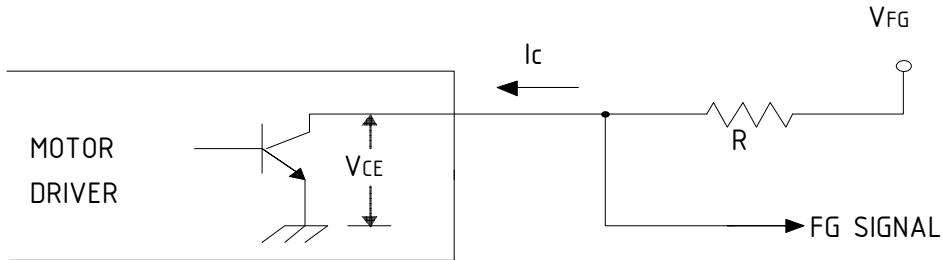 VFG
Ic
R
MOTOR
DRIVER
VCE
FG SIGNAL